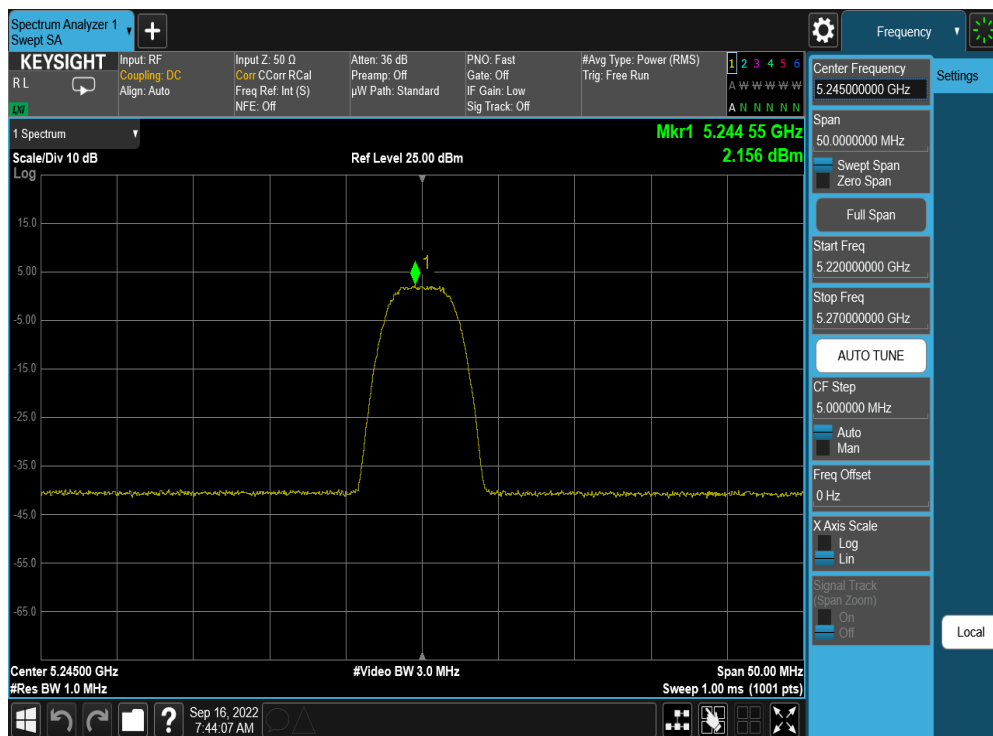 Spectrum Analyzer 1
Swept SA
Frequency
KEYSIGHT
R L
LXI
Input: RF
Coupling: DC
Align: Auto
Input Z: 50 Ω
Corr CCorr RCal
Freq Ref: Int (S)
NFE: Off
Atten: 36 dB
Preamp: Off
µW Path: Standard
PNO: Fast
Gate: Off
IF Gain: Low
Sig Track: Off
#Avg Type: Power (RMS)
Trig: Free Run
1 2 3 4 5 6
A W W W W W
A N N N N N
1 Spectrum
Scale/Div 10 dB
Log
Ref Level 25.00 dBm
Mkr1 5.244 55 GHz
2.156 dBm
15.0
5.00
-5.00
-15.0
-25.0
-35.0
-45.0
-55.0
-65.0
1
Center 5.24500 GHz
#Res BW 1.0 MHz
#Video BW 3.0 MHz
Span 50.00 MHz
Sweep 1.00 ms (1001 pts)
Center Frequency
5.245000000 GHz
Settings
Span
50.0000000 MHz
Swept Span
Zero Span
Full Span
Start Freq
5.220000000 GHz
Stop Freq
5.270000000 GHz
AUTO TUNE
CF Step
5.000000 MHz
Auto
Man
Freq Offset
0 Hz
X Axis Scale
Log
Lin
Signal Track
(Span Zoom)
On
Off
Local
?
Sep 16, 2022
7:44:07 AM